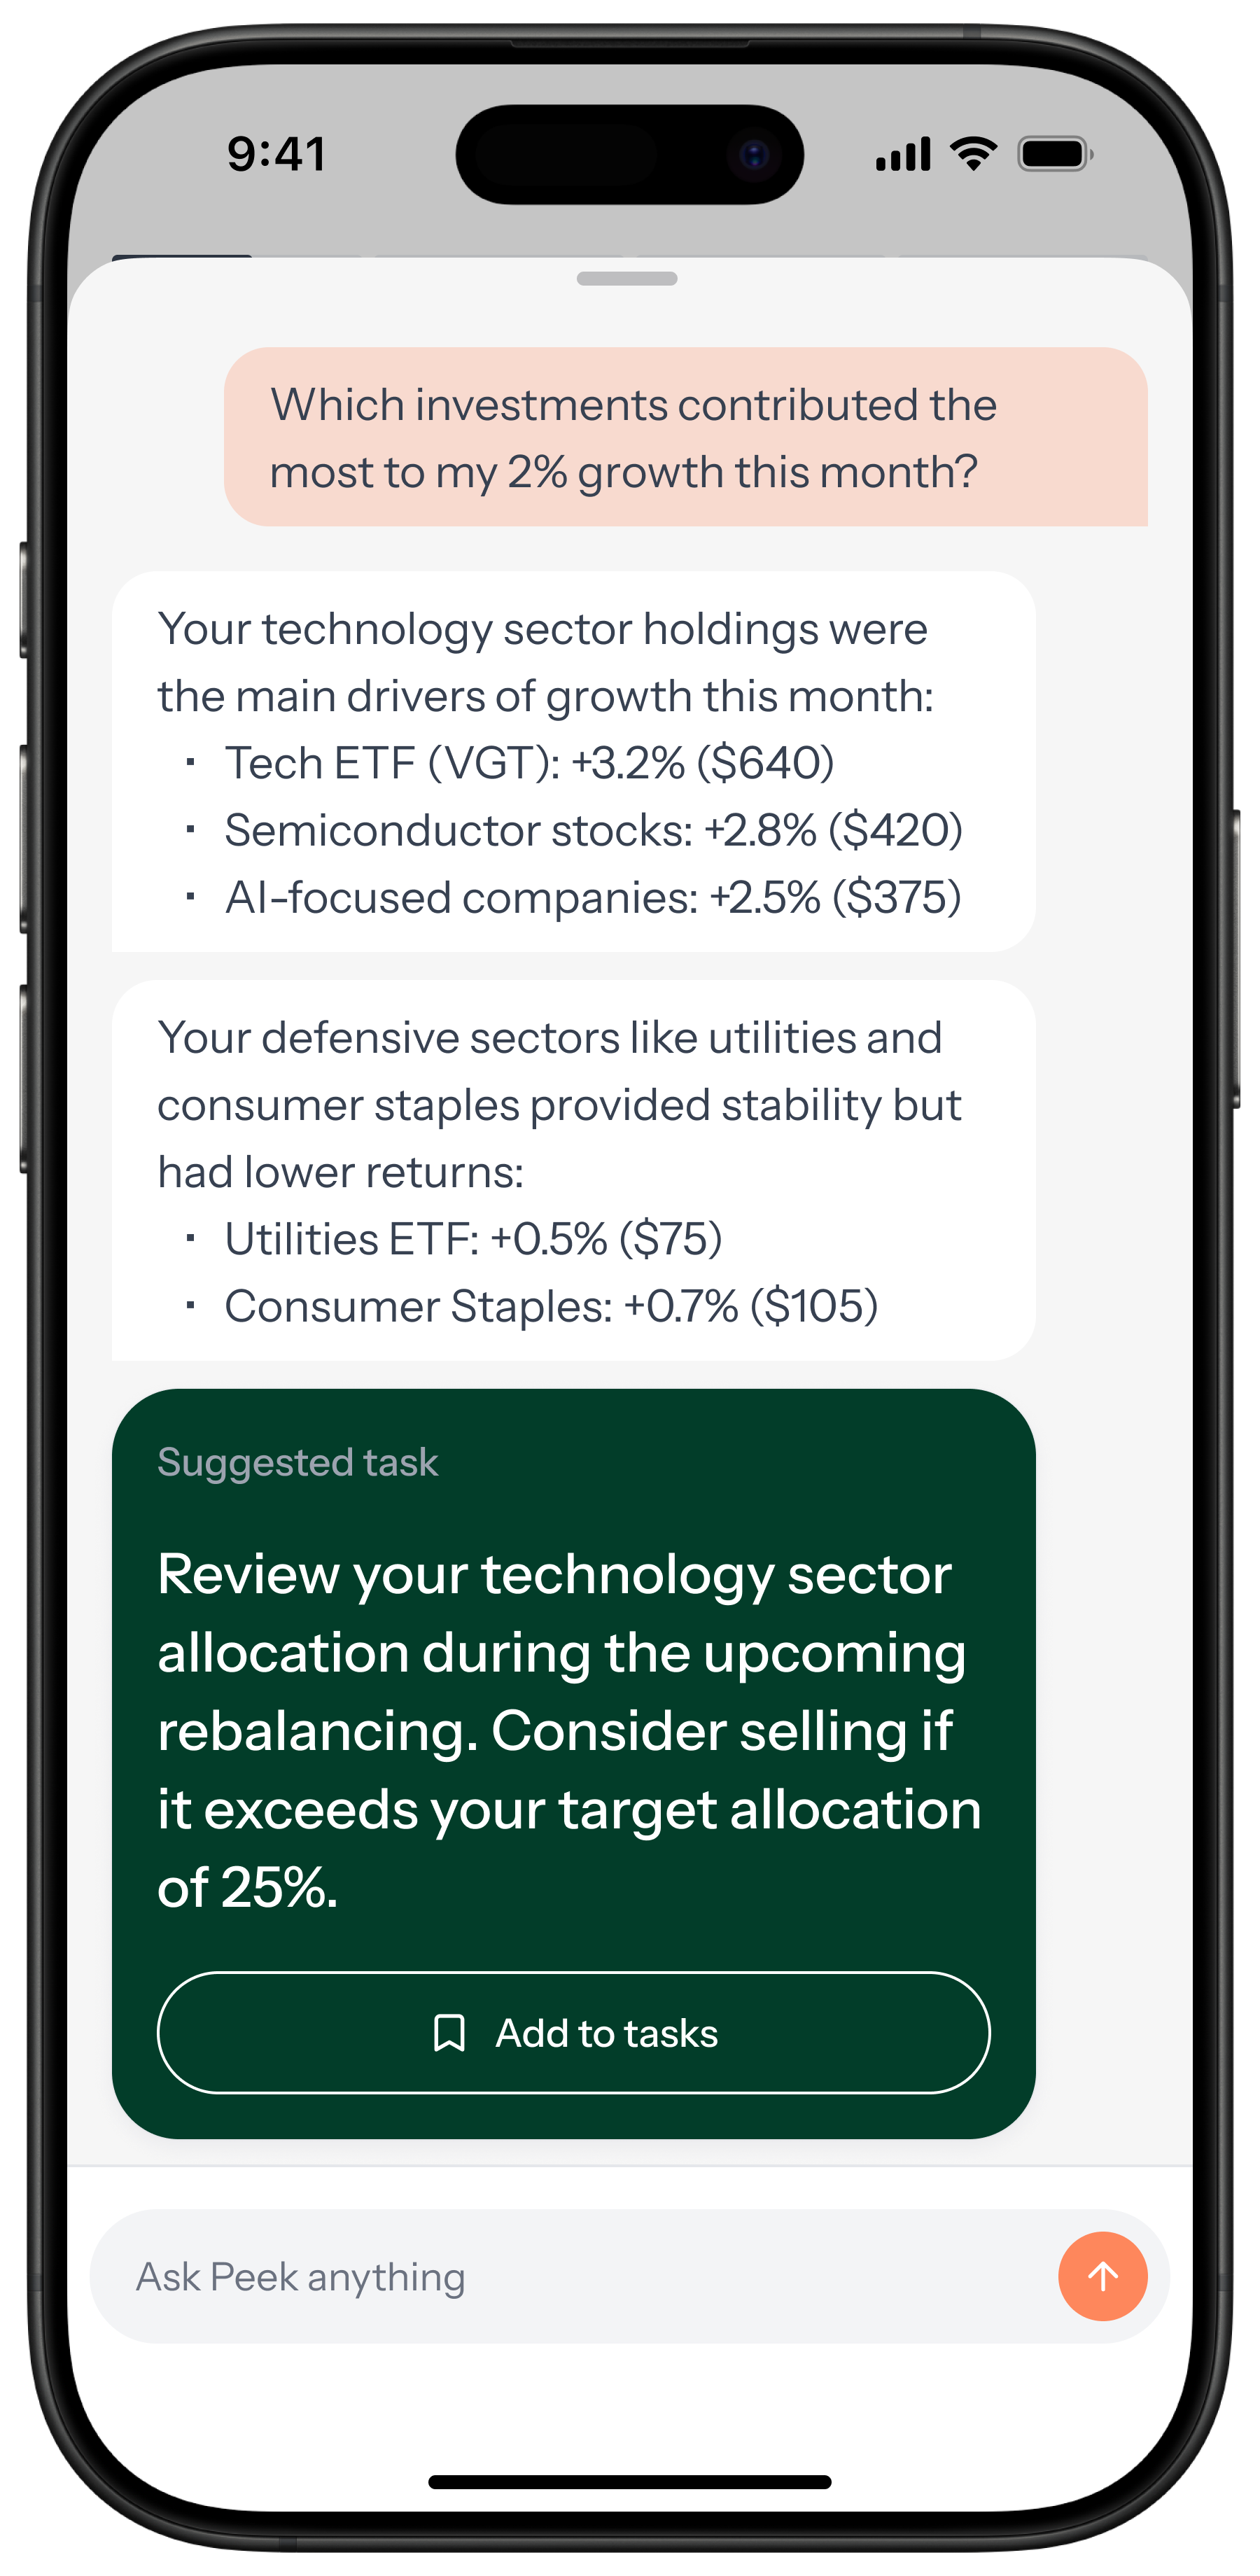 9:41
Which investments contributed the
most to my 2% growth this month?
Your technology sector holdings were
the main drivers of growth this month:
▪ Tech ETF (VGT): +3.2% ($640)
▪ Semiconductor stocks: +2.8% ($420)
▪ AI-focused companies: +2.5% ($375)
Your defensive sectors like utilities and
consumer staples provided stability but
had lower returns:
▪ Utilities ETF: +0.5% ($75)
▪ Consumer Staples: +0.7% ($105)
Suggested task
Review your technology sector
allocation during the upcoming
rebalancing. Consider selling if
it exceeds your target allocation
of 25%.
Add to tasks
Ask Peek anything